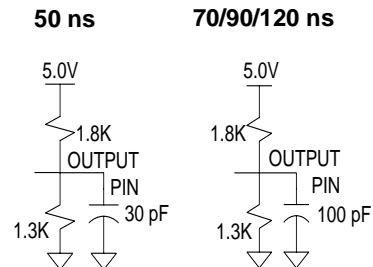 50 ns
70/90/120 ns
5.0V
1.8K
OUTPUT
PIN
30 pF
1.3K
5.0V
1.8K
OUTPUT
PIN
100 pF
1.3K